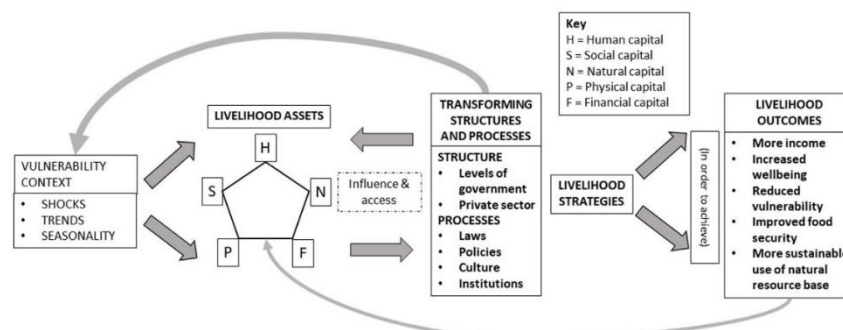 Key
H = Human capital
S = Social capital
N = Natural capital
P = Physical capital
F = Financial capital
LIVELIHOOD ASSETS
TRANSFORMING
STRUCTURES
AND PROCESSES
LIVELIHOOD
OUTCOMES
H
S
N
P
F
VULNERABILITY
CONTEXT
• SHOCKS
• TRENDS
• SEASONALITY
Influence &
access
STRUCTURE
• Levels of
government
• Private sector
PROCESSES
• Laws
• Policies
• Culture
• Institutions
LIVELIHOOD
STRATEGIES
(In order to achieve)
• More income
• Increased
wellbeing
• Reduced
vulnerability
• Improved food
security
• More sustainable
use of natural
resource base